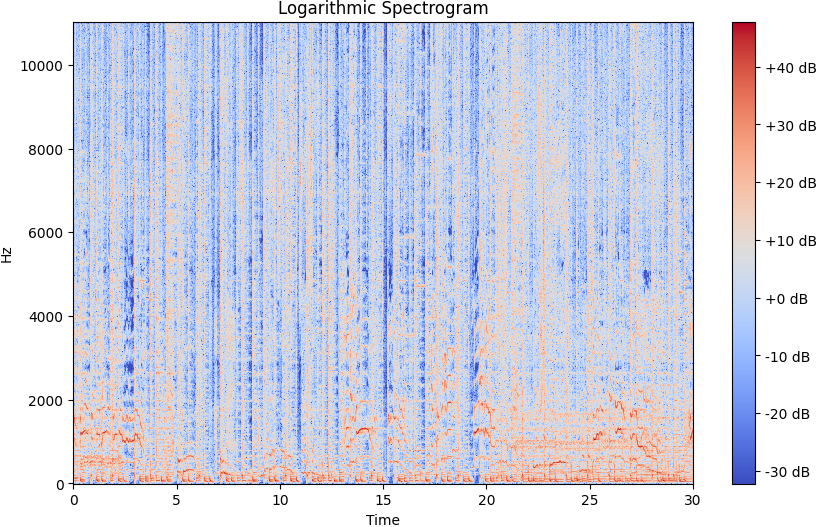 Logarithmic Spectrogram
Hz
10000
8000
6000
4000
2000
0
0 5 10 15 20 25 30
Time
+40 dB
+30 dB
+20 dB
+10 dB
+0 dB
-10 dB
-20 dB
-30 dB